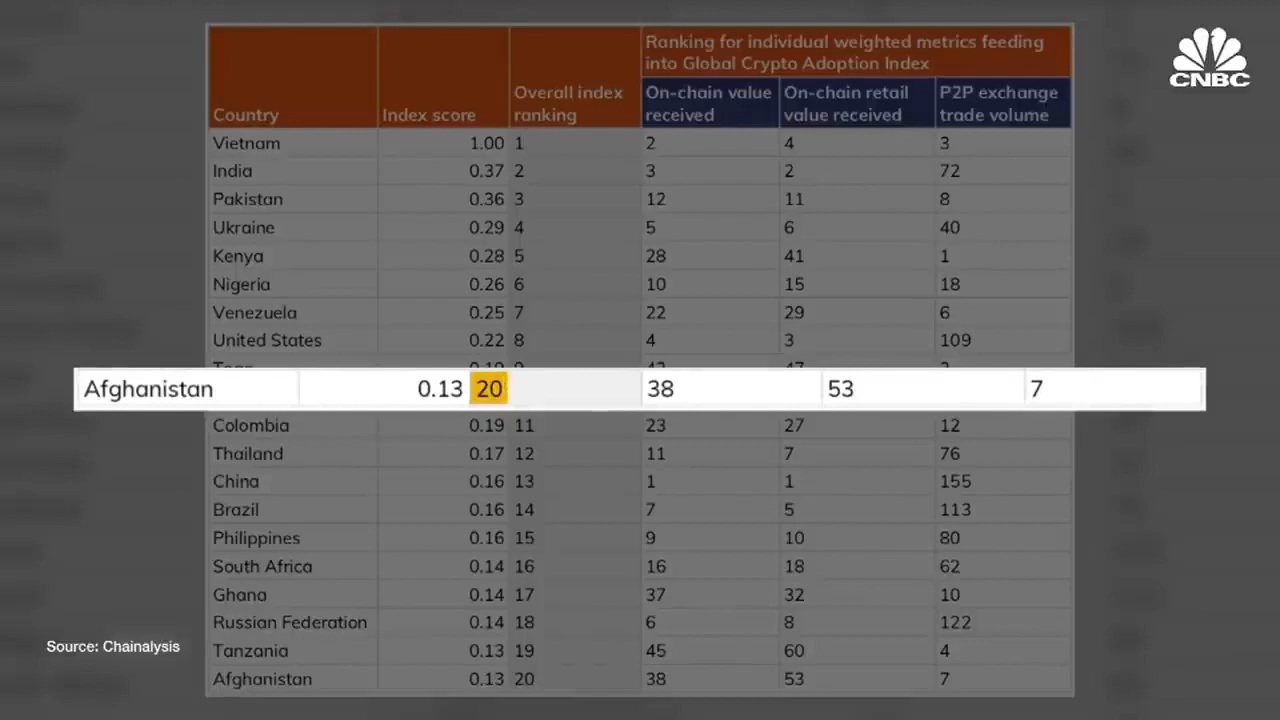 CNBC
Ranking for individual weighted metrics feeding
into Global Crypto Adoption Index
Country Index score Overall index ranking On-chain value received On-chain retail value received P2P exchange trade volume
Vietnam 1.00 1 2 4 3
India 0.37 2 3 2 72
Pakistan 0.36 3 12 11 8
Ukraine 0.29 4 5 6 40
Kenya 0.28 5 28 41 1
Nigeria 0.26 6 10 15 18
Venezuela 0.25 7 22 29 6
United States 0.22 8 4 3 109
Afghanistan 0.13 20 38 53 7
Colombia 0.19 11 23 27 12
Thailand 0.17 12 11 7 76
China 0.16 13 1 1 155
Brazil 0.16 14 7 5 113
Philippines 0.16 15 9 10 80
South Africa 0.14 16 16 18 62
Ghana 0.14 17 37 32 10
Russian Federation 0.14 18 6 8 122
Source: Chainalysis
Tanzania 0.13 19 45 60 4
Afghanistan 0.13 20 38 53 7